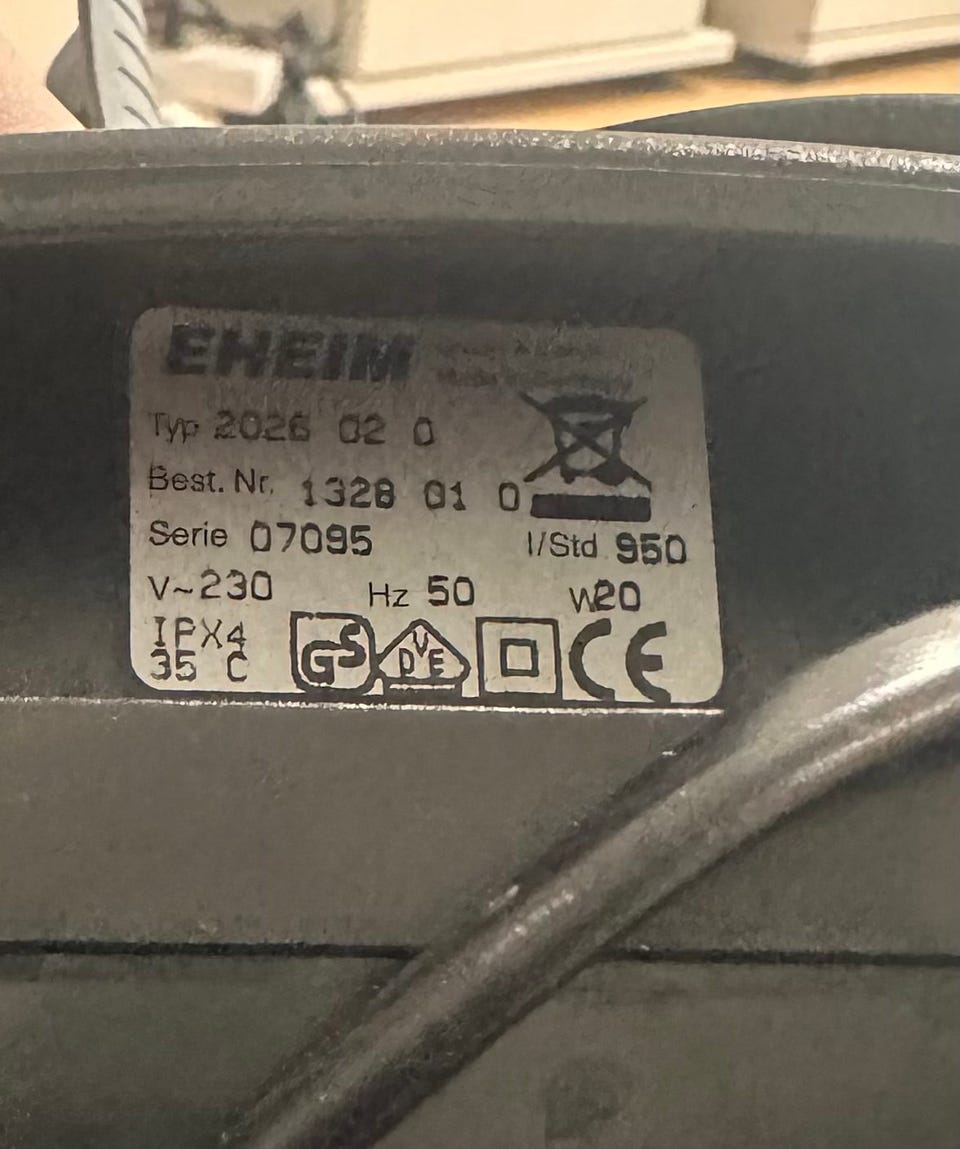 EHEIM
Typ 2026 02 0
Best. Nr. 1328 01 0
Serie 07095 l/Std 950
V~230 Hz 50 W20
IPX4
35 C
GS DVE CE